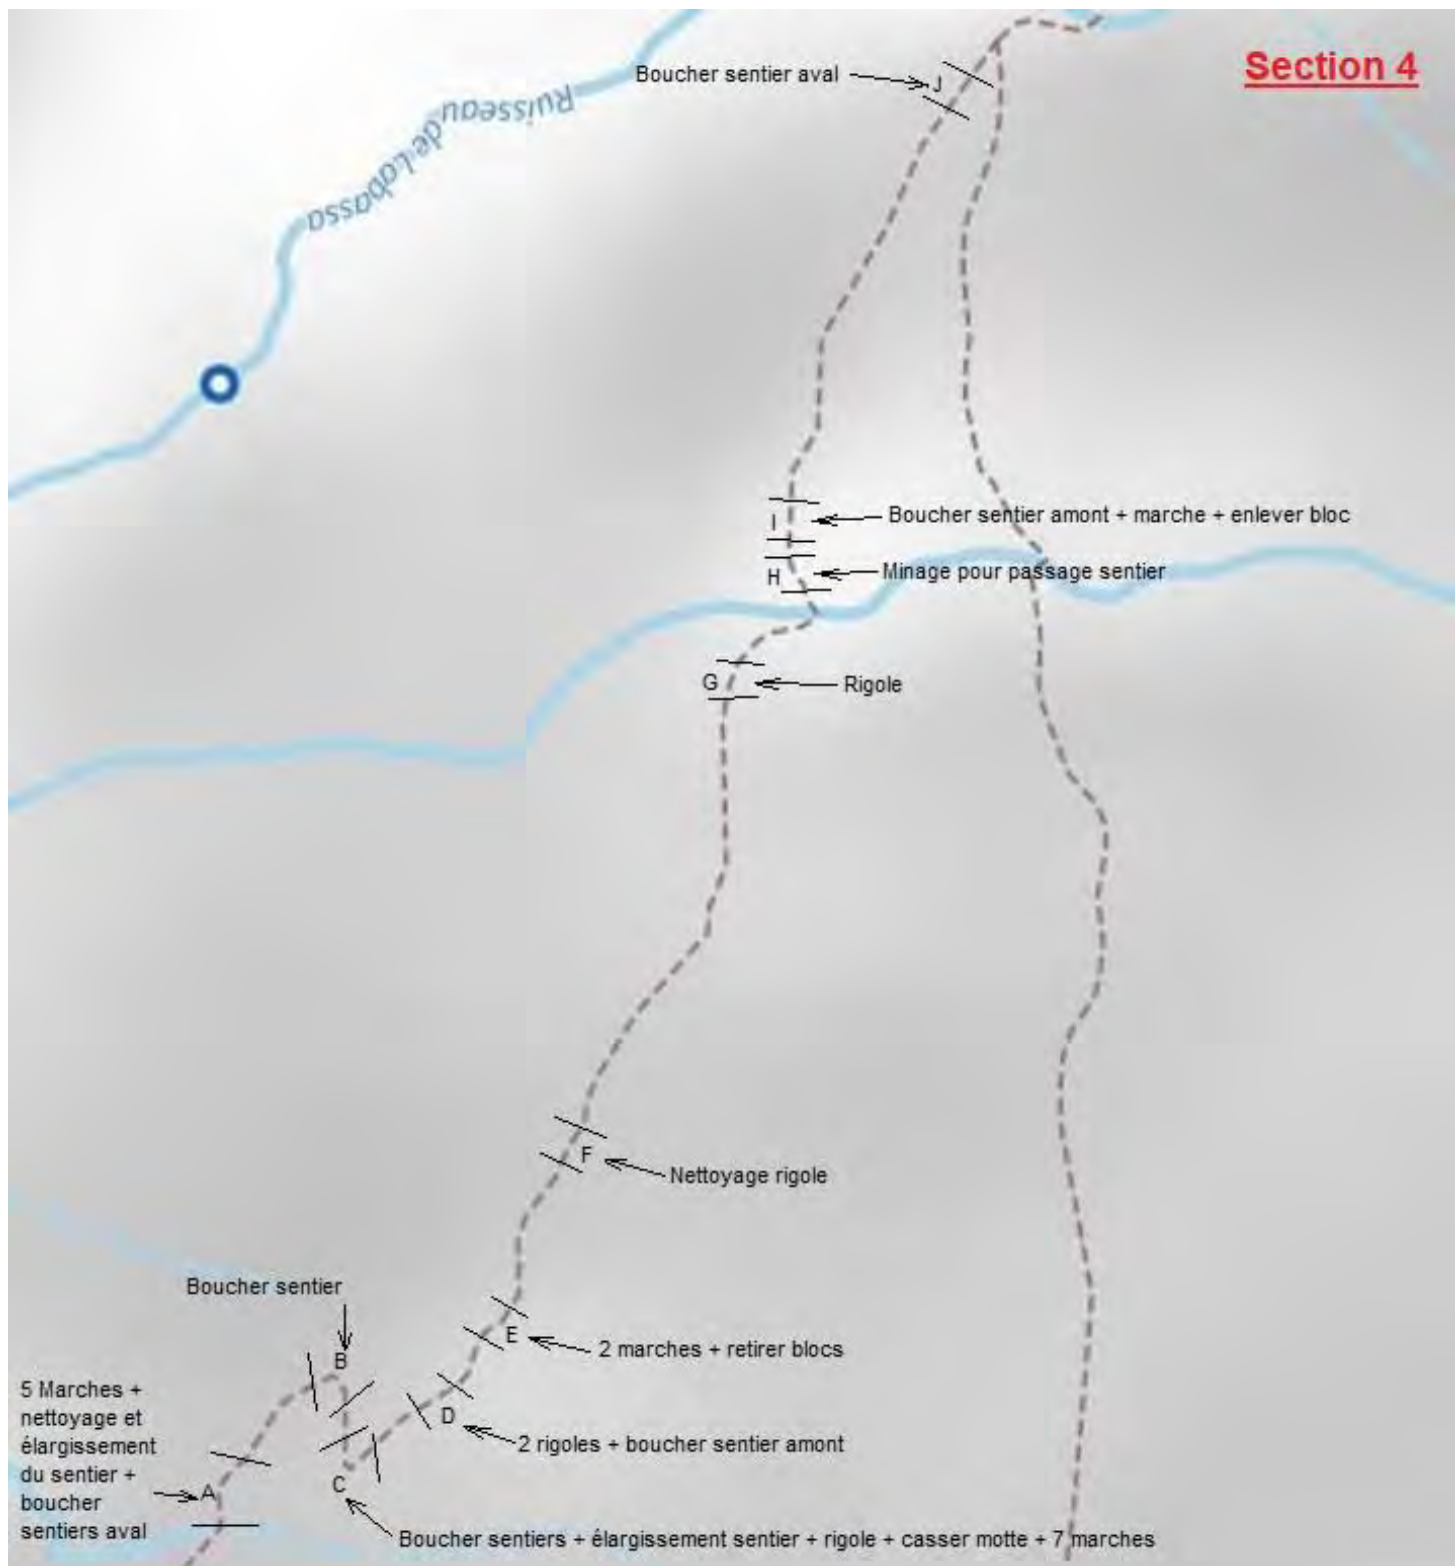 Section 4
Boucher sentier aval
J
Ruisseau de Labassa
I
Boucher sentier amont + marche + enlever bloc
H
Minage pour passage sentier
G
Rigole
F
Nettoyage rigole
Boucher sentier
B
E
2 marches + retirer blocs
5 Marches +
nettoyage et
élargissement
du sentier +
boucher
sentiers aval
A
D
2 rigoles + boucher sentier amont
C
Boucher sentiers + élargissement sentier + rigole + casser motte + 7 marches